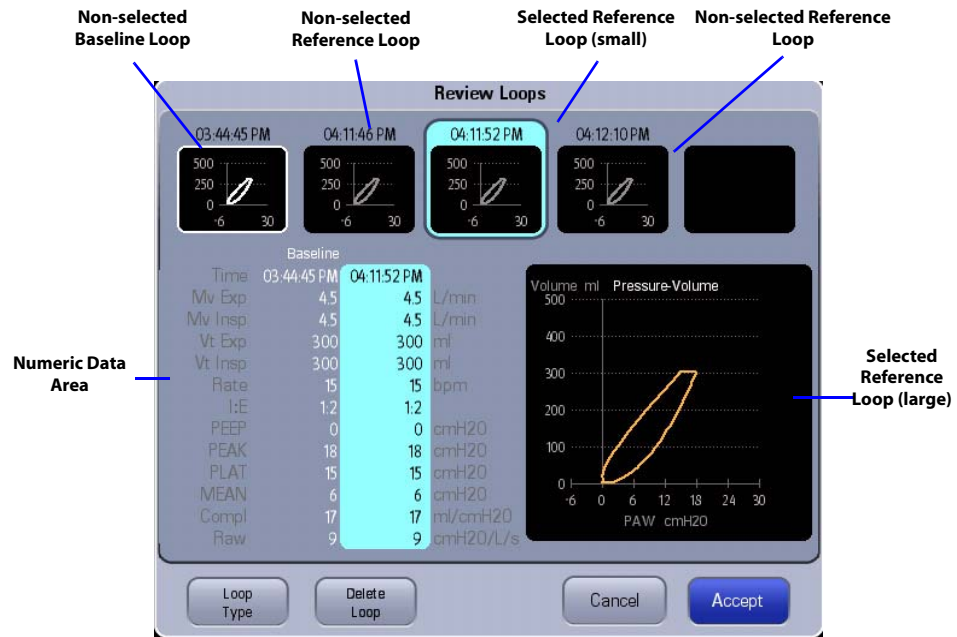 Non-selected
Baseline Loop
Non-selected
Reference Loop
Selected Reference
Loop (small)
Non-selected Reference
Loop
Review Loops
03:44:45 PM
04:11:46 PM
04:11:52 PM
04:12:10 PM
500
250
0
-6 30
500
250
0
-6 30
500
250
0
-6 30
500
250
0
-6 30
Baseline
Time 03:44:45 PM 04:11:52 PM
Mv Exp 4.5 4.5 L/min
Mv Insp 4.5 4.5 L/min
Vt Exp 300 300 ml
Vt Insp 300 300 ml
Rate 15 15 bpm
I:E 1:2 1:2
PEEP 0 0 cmH2O
PEAK 18 18 cmH2O
PLAT 15 15 cmH2O
MEAN 6 6 cmH2O
Compl 17 17 ml/cmH2O
Raw 9 9 cmH2O/L/s
Numeric Data
Area
Volume ml Pressure-Volume
500
400
300
200
100
0
-6 0 6 12 18 24 30
PAW cmH2O
Selected
Reference
Loop (large)
Loop
Type
Delete
Loop
Cancel
Accept